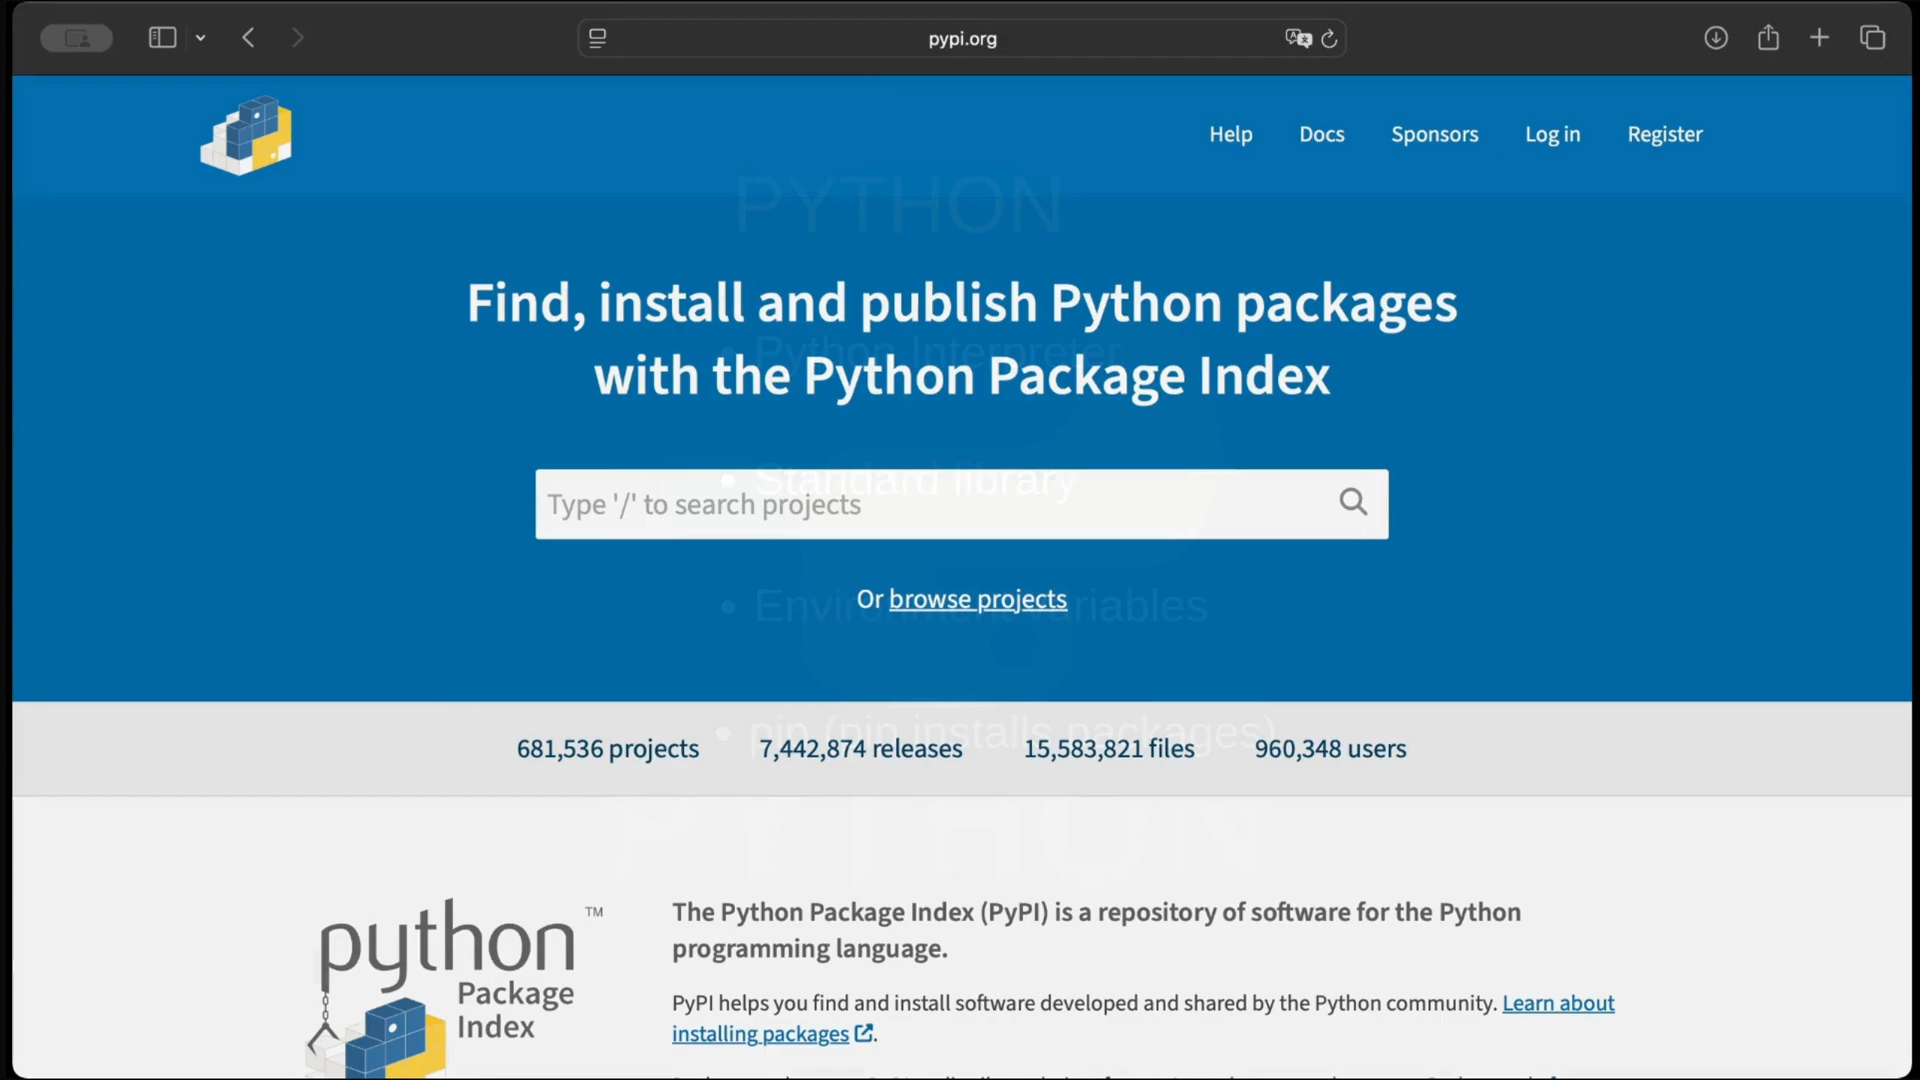 pypi.org
Help Docs Sponsors Log in Register
PYTHON
Find, install and publish Python packages
• Python Interpreter
with the Python Package Index
• Standard library
Type '/' to search projects
Or browse projects
• Environment variables
• pip (pip installs packages)
681,536 projects 7,442,874 releases 15,583,821 files 960,348 users
PYTHON
python TM
Package
Index
The Python Package Index (PyPI) is a repository of software for the Python
programming language.
PyPI helps you find and install software developed and shared by the Python community. Learn about
installing packages.